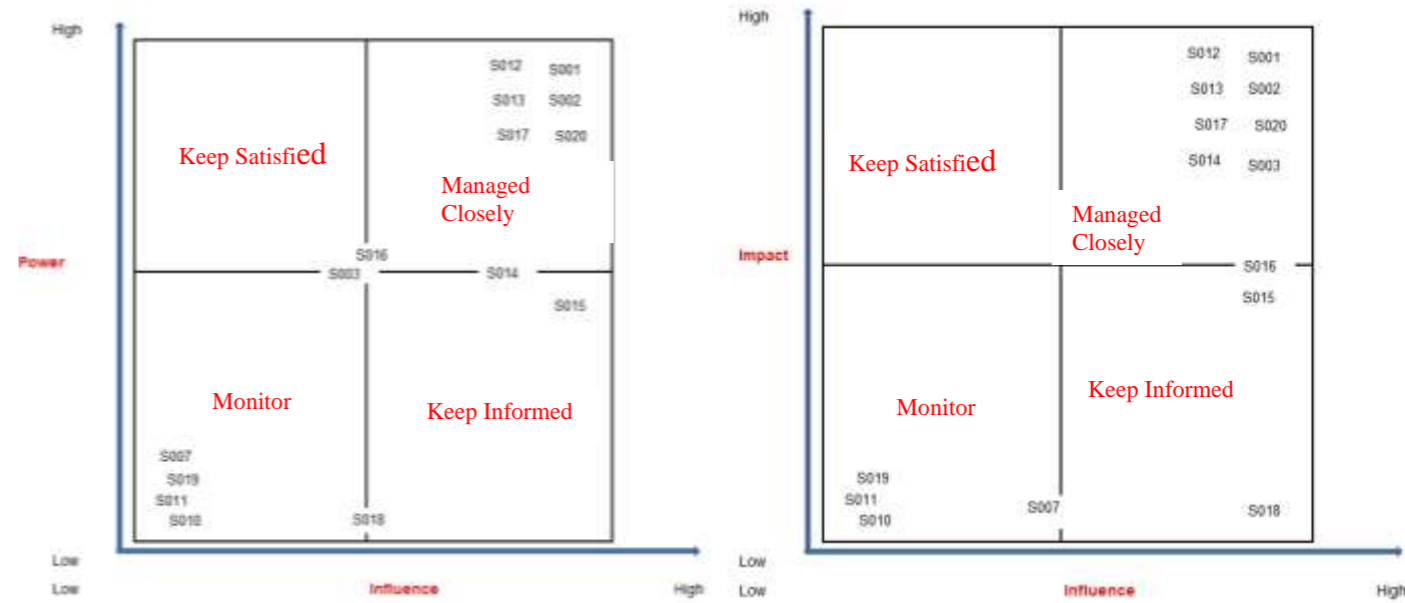 High
S012 S001
S013 S002
S017 S020
Keep Satisfied
Managed
Closely
S016
Power
S003 S014
S015
Monitor
Keep Informed
S007
S019
S011
S010 S018
Low
Low Influence High
High
S012 S001
S013 S002
S017 S020
S014 S003
Keep Satisfied
Managed
Closely
Impact
S016
S015
Keep Informed
Monitor
S019
S011 S007
S010 S018
Low
Low Influence High